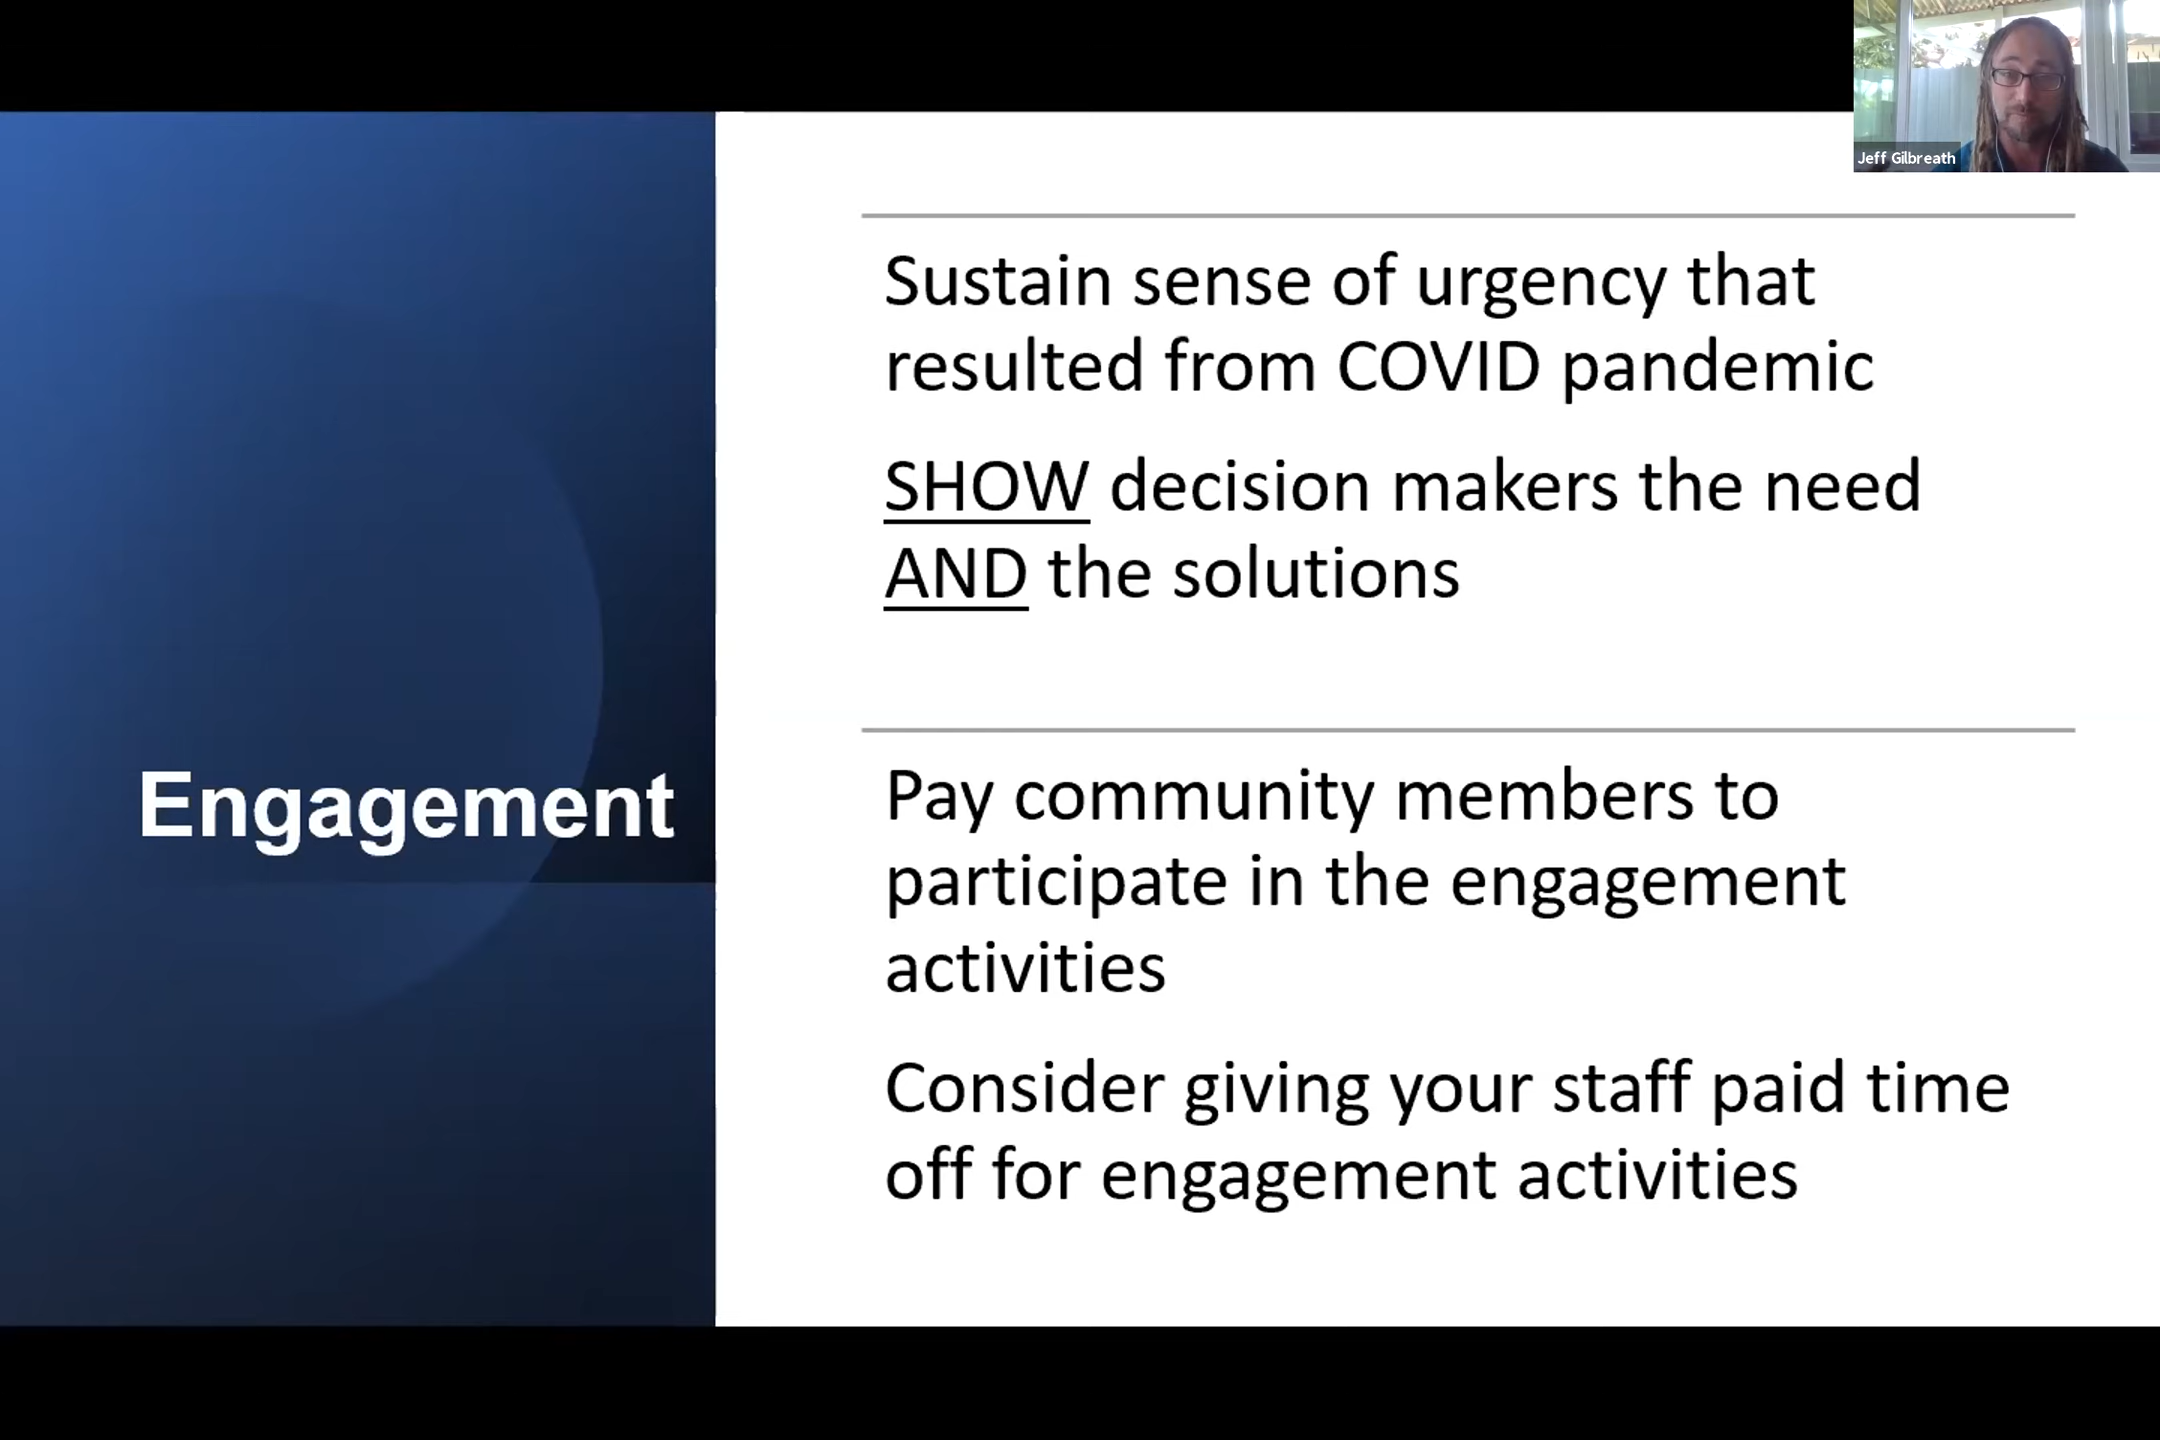 Jeff Gilbreath
Engagement
Sustain sense of urgency that
resulted from COVID pandemic
SHOW decision makers the need
AND the solutions
Pay community members to
participate in the engagement
activities
Consider giving your staff paid time
off for engagement activities